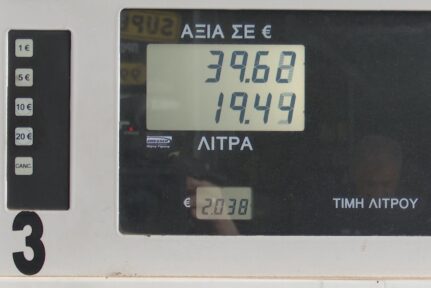 1 €
5 €
10 €
20 €
CANC.
3
ΑΞΙΑ ΣΕ €
39.68
19.49
ΛΙΤΡΑ
€ 2.038
ΤΙΜΗ ΛΙΤΡΟΥ